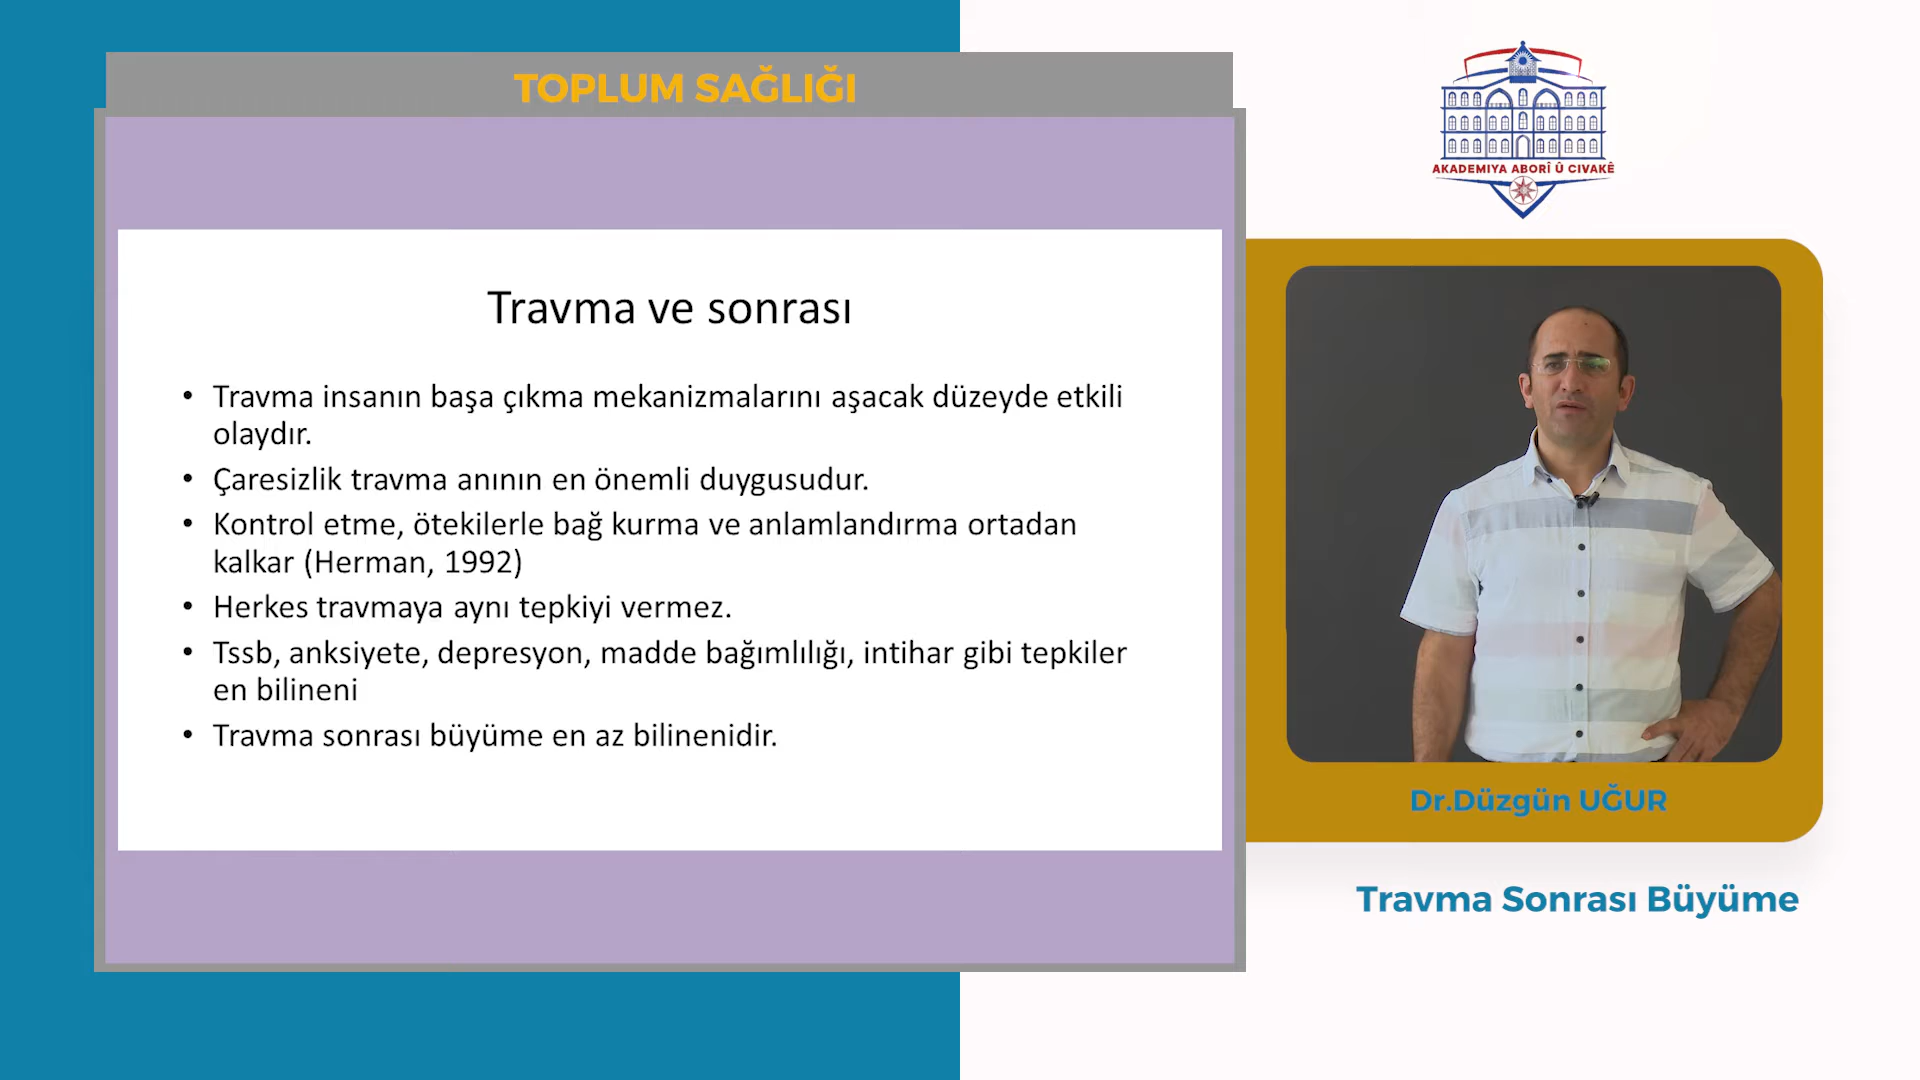 TOPLUM SAĞLIĞI
Travma ve sonrası
• Travma insanın başa çıkma mekanizmalarını aşacak düzeyde etkili
olaydır.
• Çaresizlik travma anının en önemli duygusudur.
• Kontrol etme, ötekilerle bağ kurma ve anlamlandırma ortadan
kalkar (Herman, 1992)
• Herkes travmaya aynı tepkiyi vermez.
• Tssb, anksiyete, depresyon, madde bağımlılığı, intihar gibi tepkiler
en bilineni
• Travma sonrası büyüme en az bilinenidir.
AKADEMIYA ABORÎ Û CIVAKÊ
Dr.Düzgün UĞUR
Travma Sonrası Büyüme